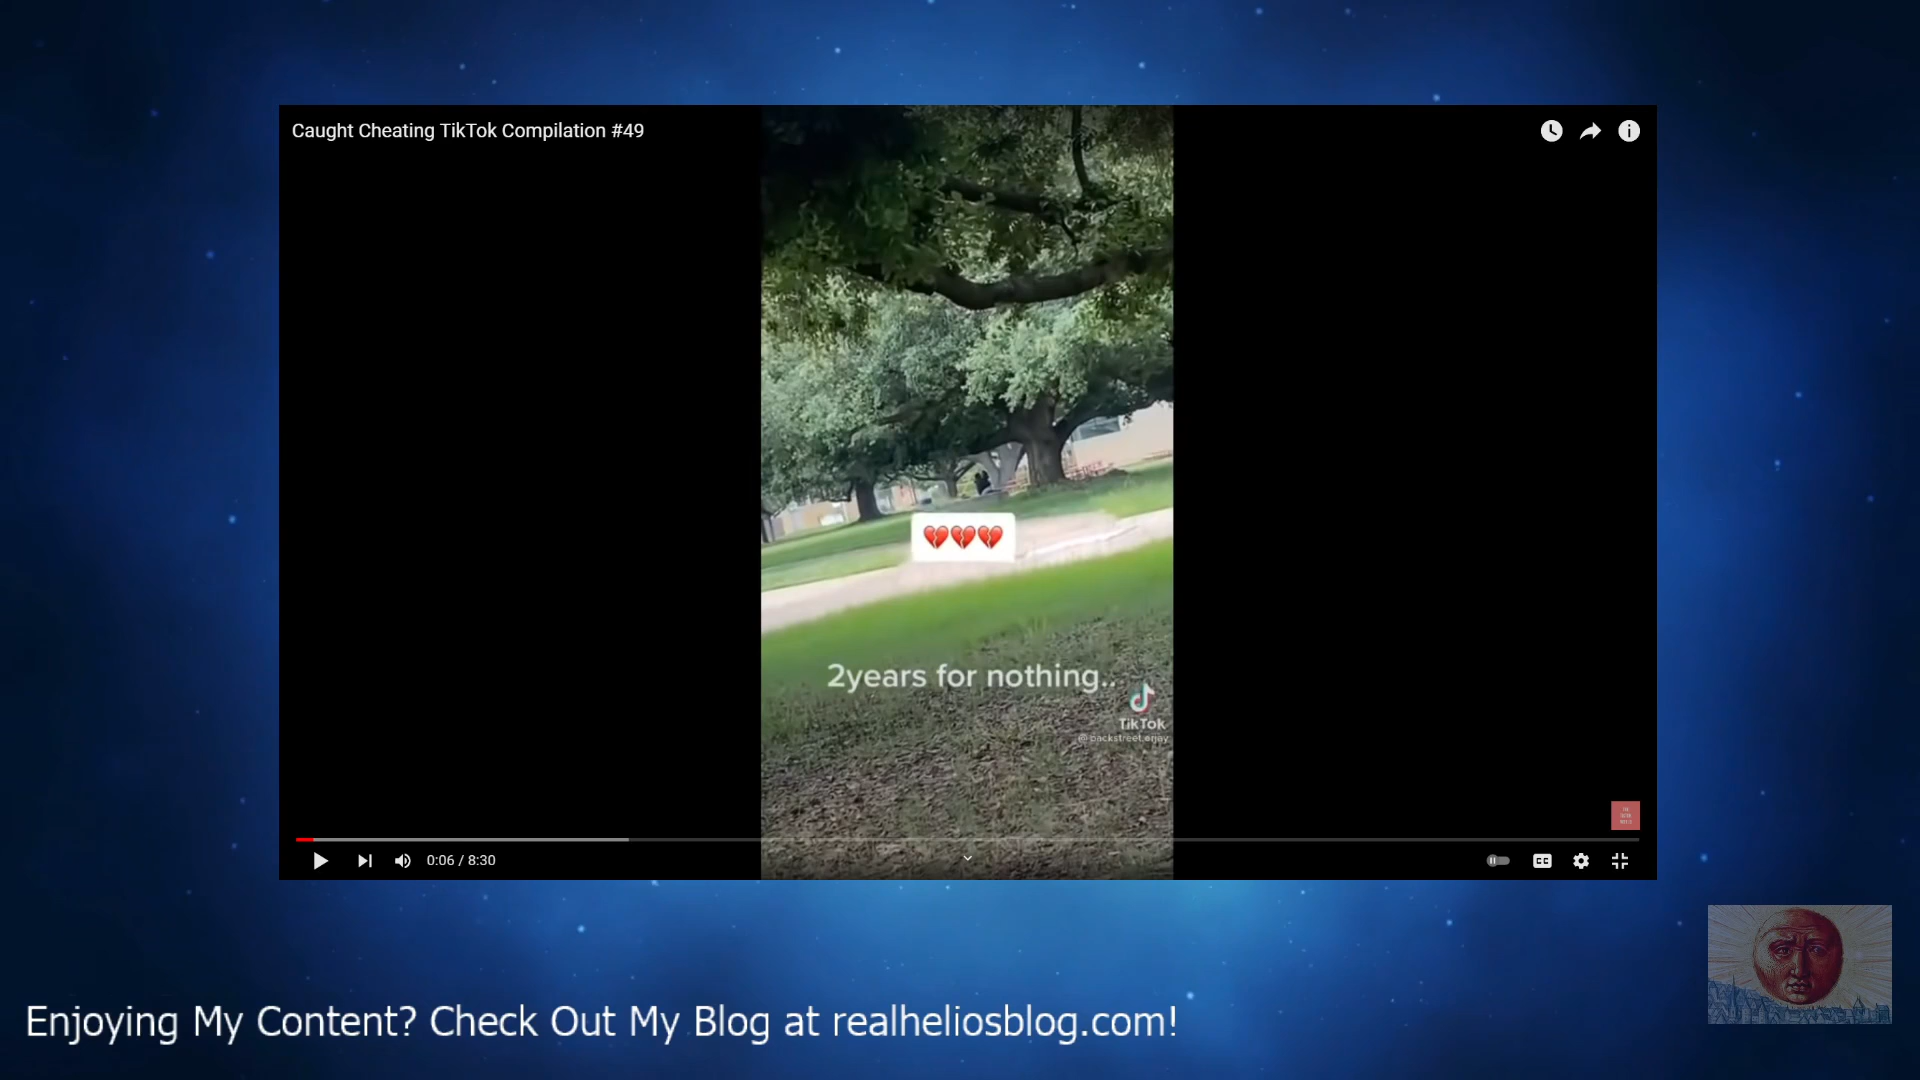 Caught Cheating TikTok Compilation #49
2years for nothing..
TikTok
0:06 / 8:30
CC
Enjoying My Content? Check Out My Blog at realheliosblog.com!